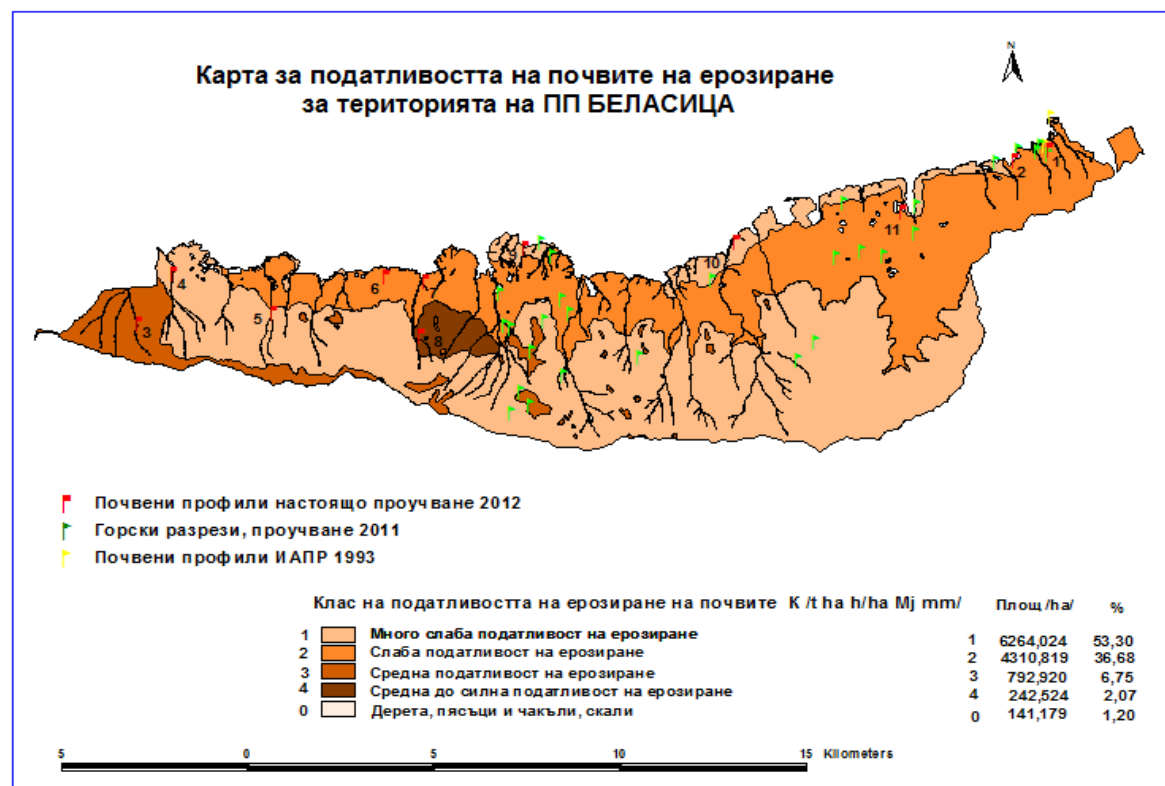 Карта за податливостта на почвите на ерозиране
за територията на ПП БЕЛАСИЦА
N
1
2
11
10
9
4
6
5
3
8
9
Почвени профили настоящо проучване 2012
Горски разрези, проучване 2011
Почвени профили ИАПР 1993
Клас на податливостта на ерозиране на почвите K /t ha h/ha Mj mm/ Площ /ha/ %
1 Много слаба податливост на ерозиране 1 6264,024 53,30
2 Слаба податливост на ерозиране 2 4310,819 36,68
3 Средна податливост на ерозиране 3 792,920 6,75
4 Средна до силна податливост на ерозиране 4 242,524 2,07
0 Дерета, пясъци и чакъли, скали 0 141,179 1,20
5 0 5 10 15 Kilometers